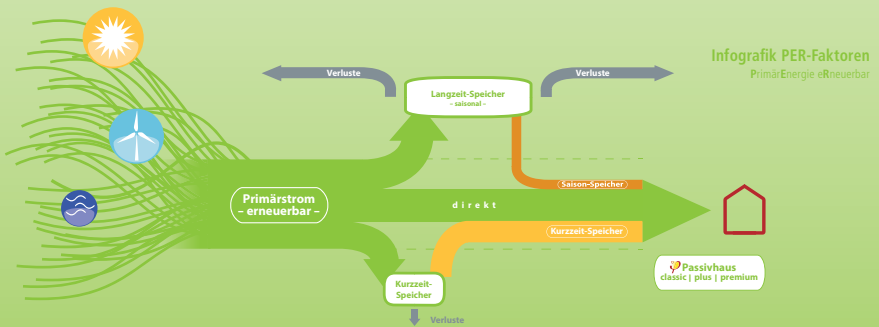 Infografik PER-Faktoren
PrimärEnergie eRneuerbar
Verluste
Verluste
Langzeit-Speicher
- saisonal -
Primärstrom
– erneuerbar –
direkt
Saison-Speicher
Kurzzeit-Speicher
Kurzzeit-
Speicher
Verluste
Passivhaus
classic | plus | premium